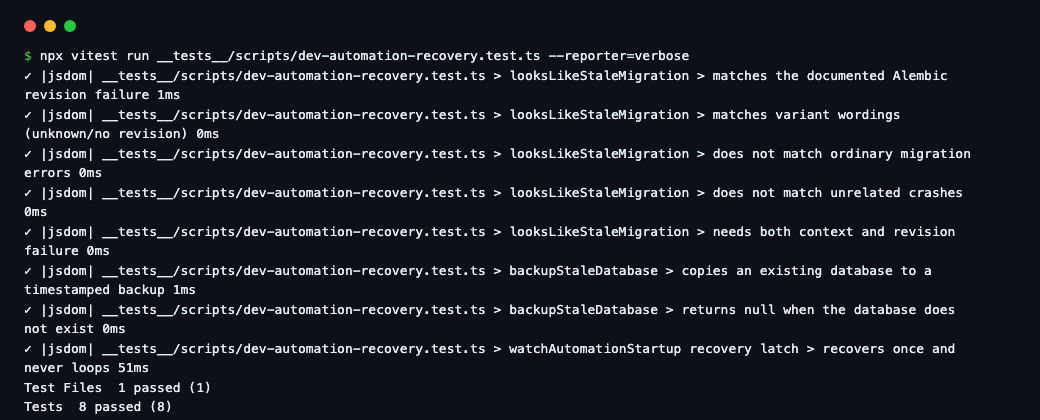 $ npx vitest run __tests__/scripts/dev-automation-recovery.test.ts --reporter=verbose
✓ |jsdom| __tests__/scripts/dev-automation-recovery.test.ts > looksLikeStaleMigration > matches the documented Alembic
revision failure 1ms
✓ |jsdom| __tests__/scripts/dev-automation-recovery.test.ts > looksLikeStaleMigration > matches variant wordings
(unknown/no revision) 0ms
✓ |jsdom| __tests__/scripts/dev-automation-recovery.test.ts > looksLikeStaleMigration > does not match ordinary migration
errors 0ms
✓ |jsdom| __tests__/scripts/dev-automation-recovery.test.ts > looksLikeStaleMigration > does not match unrelated crashes
0ms
✓ |jsdom| __tests__/scripts/dev-automation-recovery.test.ts > looksLikeStaleMigration > needs both context and revision
failure 0ms
✓ |jsdom| __tests__/scripts/dev-automation-recovery.test.ts > backupStaleDatabase > copies an existing database to a
timestamped backup 1ms
✓ |jsdom| __tests__/scripts/dev-automation-recovery.test.ts > backupStaleDatabase > returns null when the database does
not exist 0ms
✓ |jsdom| __tests__/scripts/dev-automation-recovery.test.ts > watchAutomationStartup recovery latch > recovers once and
never loops 51ms
Test Files  1 passed (1)
Tests  8 passed (8)